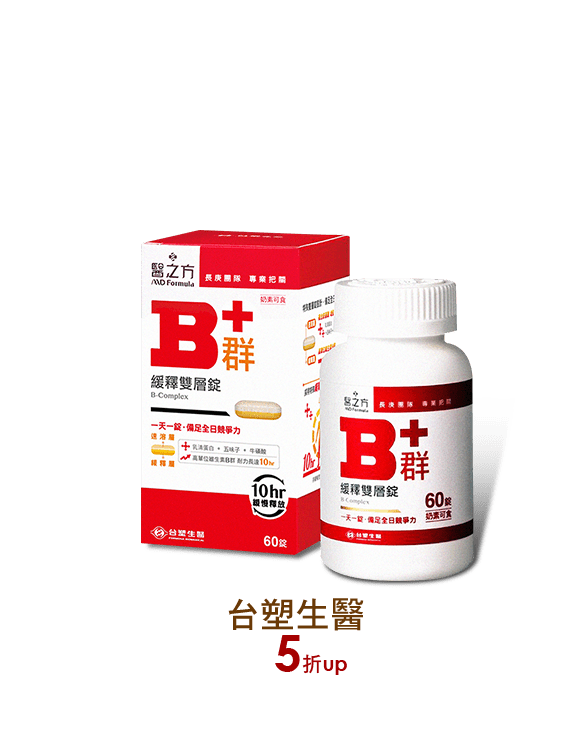 醫之方
MD Formula
長庚團隊 專業把關
奶素可食
B+群
緩釋雙層錠
B-Complex
一天一錠・備足全日競爭力
速溶層
緩釋層
乳清蛋白 + 五味子 + 牛磺酸
高單位維生素B群 耐力長達10hr
10hr
緩慢釋放
台塑生醫
60錠
醫之方
MD Formula
長庚團隊 專業把關
B+群
緩釋雙層錠
B-Complex
60錠
一天一錠・備足全日競爭力
奶素可食
台塑生醫
台塑生醫
5折up